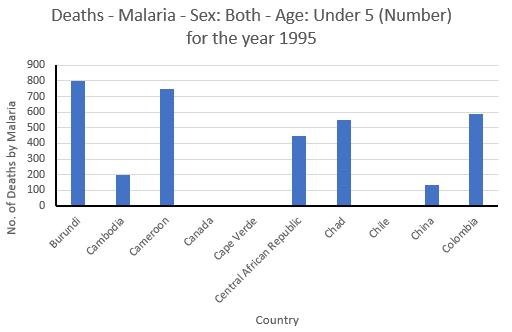 Deaths - Malaria - Sex: Both - Age: Under 5 (Number)
for the year 1995
900
800
700
600
500
400
300
200
100
0
No. of Deaths by Malaria
Burundi
Cambodia
Cameroon
Canada
Cape Verde
Central African Republic
Chad
Chile
China
Colombia
Country